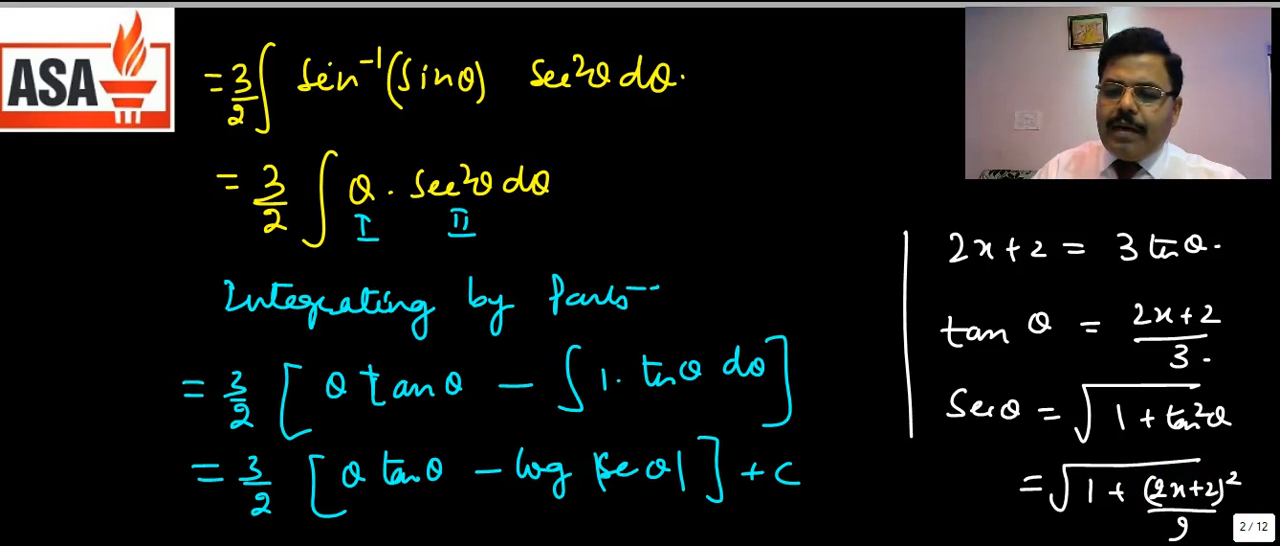 ASA
= 3/2 ∫ sin⁻¹(sinθ) sec²θ dθ.
= 3/2 ∫ θ · sec²θ dθ
I II
Integrating by Parts--
= 3/2 [ θ tanθ - ∫ 1. tanθ dθ ]
= 3/2 [ θ tanθ - log |secθ| ] + C
2x+2 = 3 tanθ.
tan θ = (2x+2)/3.
Secθ = √(1 + tan²θ)
= √(1 + (2x+2)²/9)
2 / 12